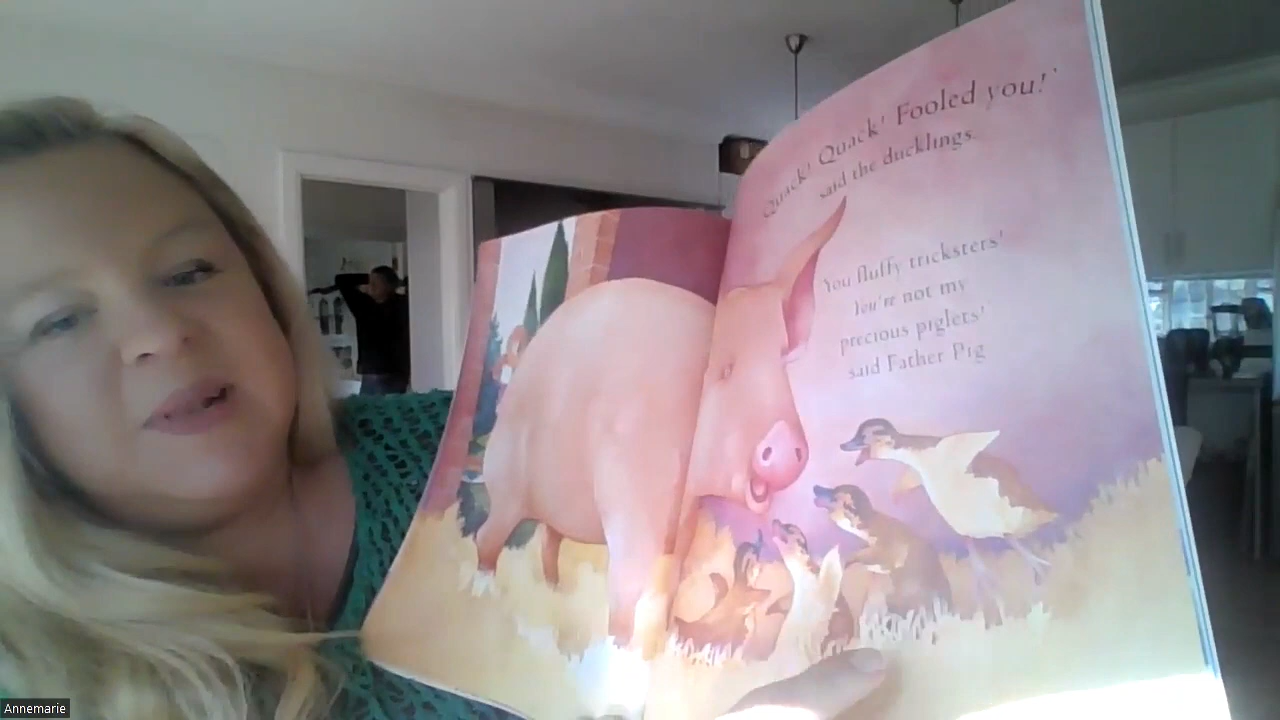 Quack! Quack! Quack! Fooled you!'
said the ducklings.
You fluffy tricksters!
You're not my
precious piglets!
said Father Pig
Annemarie